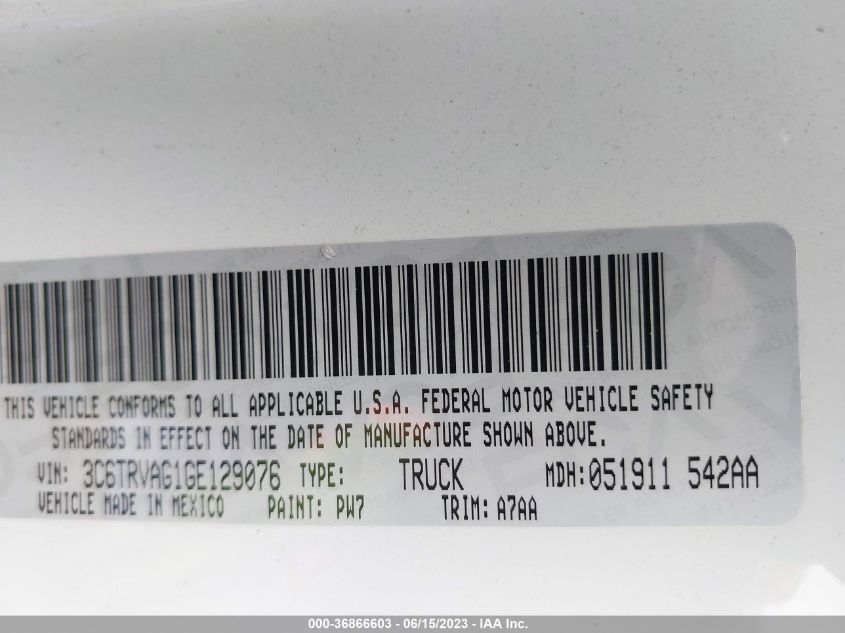 THIS VEHICLE CONFORMS TO ALL APPLICABLE U.S.A. FEDERAL MOTOR VEHICLE SAFETY
STANDARDS IN EFFECT ON THE DATE OF MANUFACTURE SHOWN ABOVE.
VIN: 3C6TRVAG1GE129076 TYPE: TRUCK MDH:051911 542AA
VEHICLE MADE IN MEXICO PAINT: PW7 TRIM: A7AA
000-36866603 - 06/15/2023 - IAA Inc.